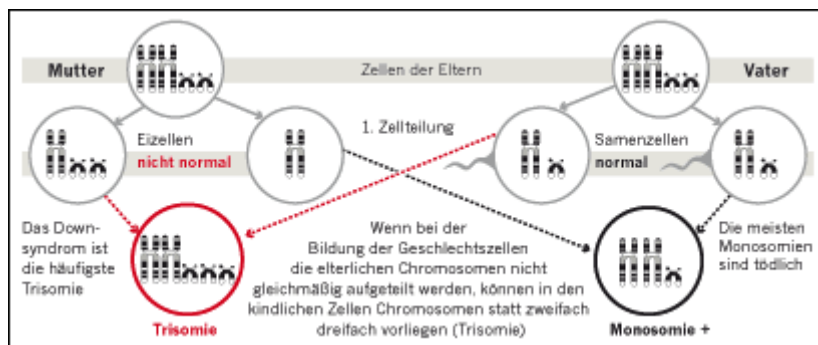 Mutter
Zellen der Eltern
Vater
1. Zellteilung
Eizellen
nicht normal
Samenzellen
normal
Das Down-
syndrom ist
die häufigste
Trisomie
Wenn bei der
Bildung der Geschlechtszellen
die elterlichen Chromosomen nicht
gleichmäßig aufgeteilt werden, können in den
kindlichen Zellen Chromosomen statt zweifach
dreifach vorliegen (Trisomie)
Die meisten
Monosomien
sind tödlich
Trisomie
Monosomie +